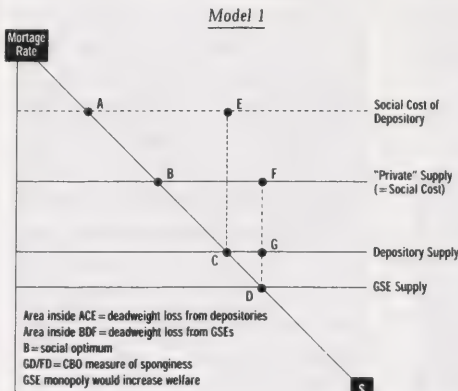 Model 1
Mortage
Rate
A
E
Social Cost of
Depository
B
F
"Private" Supply
(= Social Cost)
C
G
Depository Supply
D
GSE Supply
Area inside ACE = deadweight loss from depositories
Area inside BDF = deadweight loss from GSEs
B = social optimum
GD/FD = CBO measure of sponginess
GSE monopoly would increase welfare
S